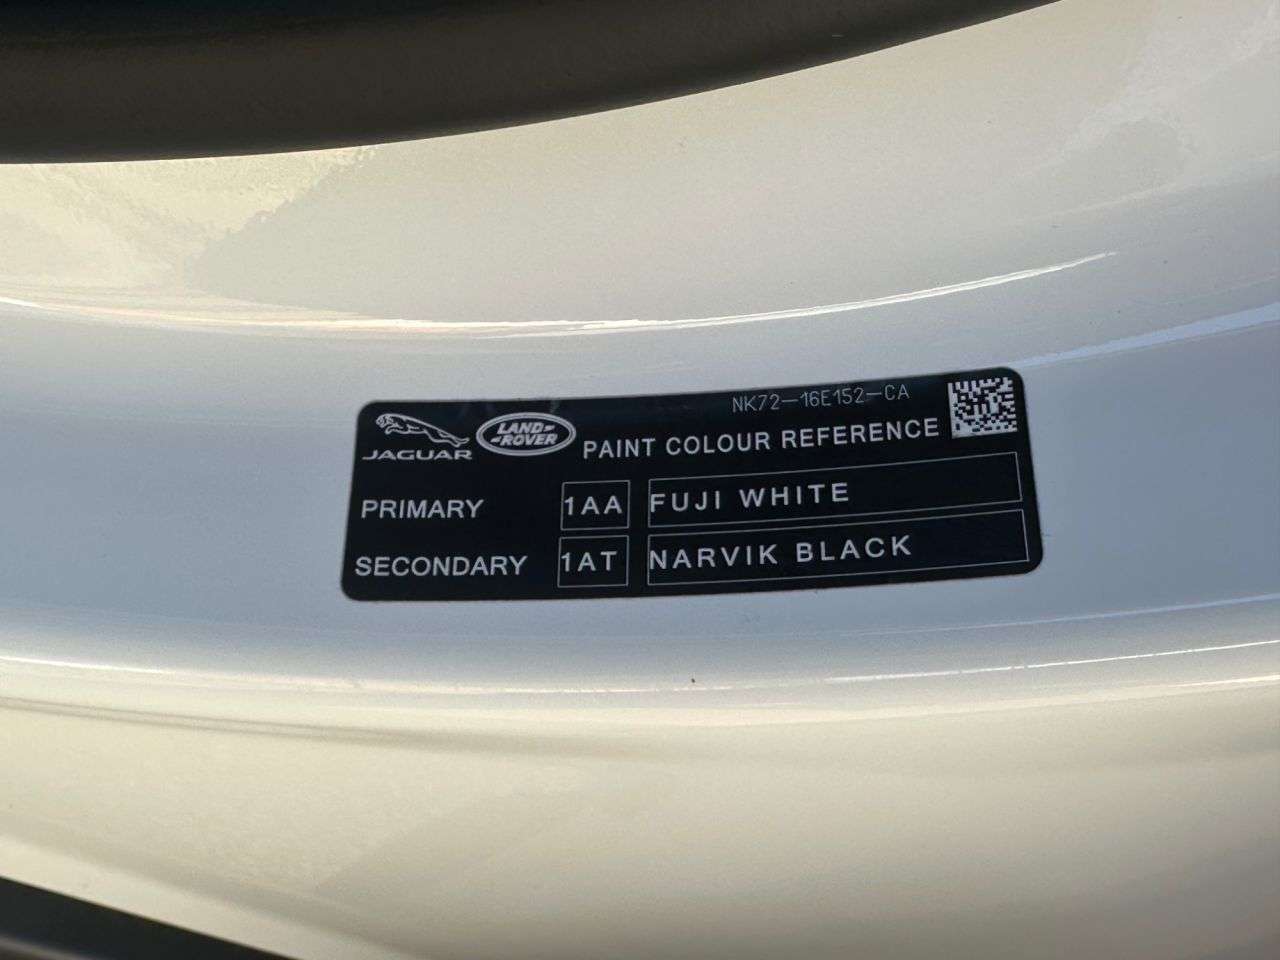 NK72-16E152-CA
JAGUAR
LAND-
-ROVER
PAINT COLOUR REFERENCE
PRIMARY 1AA FUJI WHITE
SECONDARY 1AT NARVIK BLACK